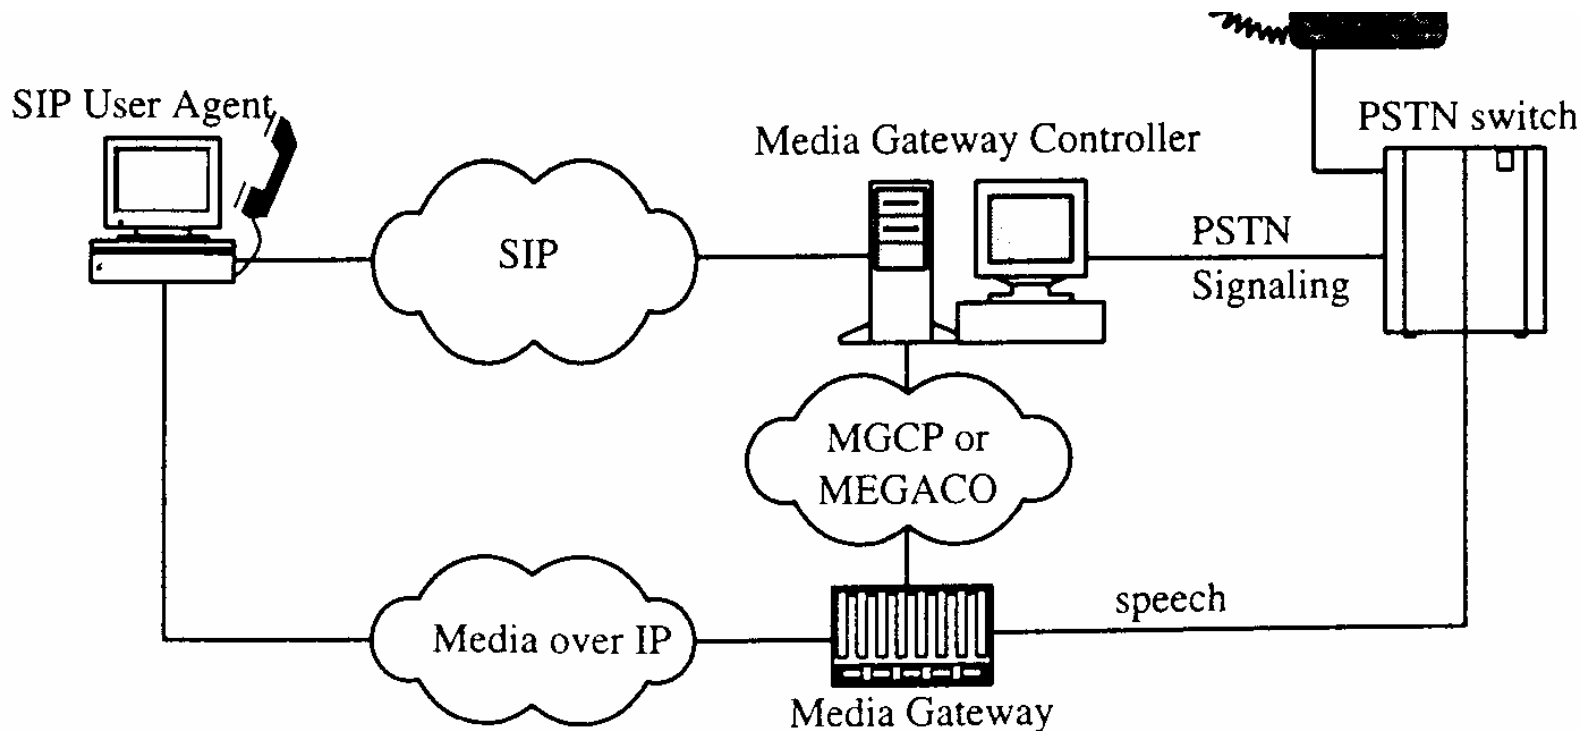 SIP User Agent
PSTN switch
Media Gateway Controller
SIP
PSTN
Signaling
MGCP or
MEGACO
speech
Media over IP
Media Gateway